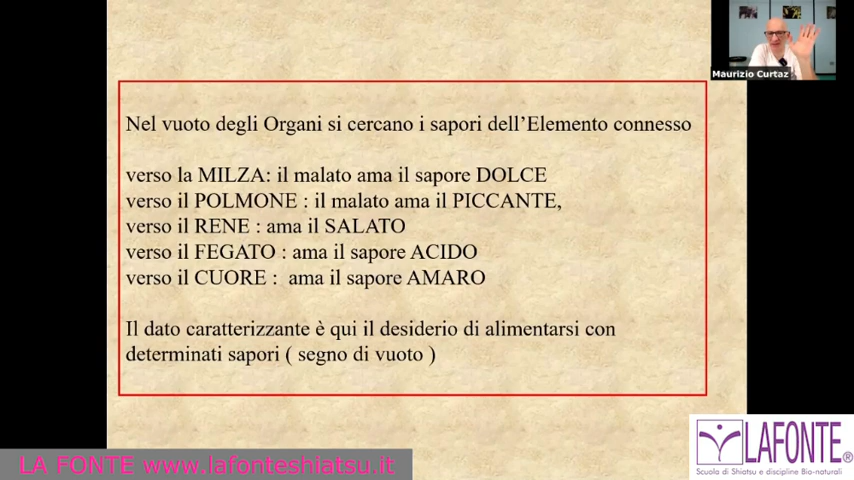 Maurizio Curtaz
Nel vuoto degli Organi si cercano i sapori dell'Elemento connesso
verso la MILZA: il malato ama il sapore DOLCE
verso il POLMONE : il malato ama il PICCANTE,
verso il RENE : ama il SALATO
verso il FEGATO : ama il sapore ACIDO
verso il CUORE : ama il sapore AMARO
Il dato caratterizzante è qui il desiderio di alimentarsi con
determinati sapori ( segno di vuoto )
LA FONTE www.lafonteshiatsu.it
LAFONTE®
Scuola di Shiatsu e discipline Bio-naturali